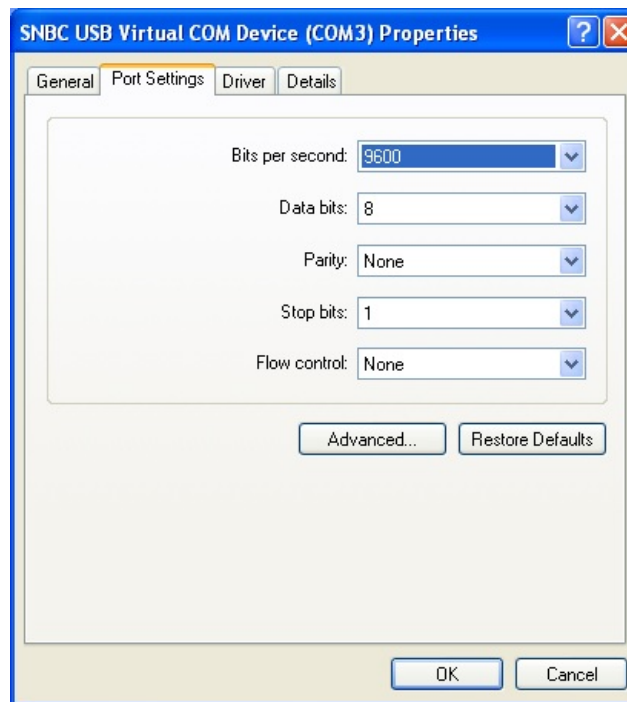 SNBC USB Virtual COM Device (COM3) Properties
General Port Settings Driver Details
Bits per second: 9600
Data bits: 8
Parity: None
Stop bits: 1
Flow control: None
Advanced... Restore Defaults
OK Cancel